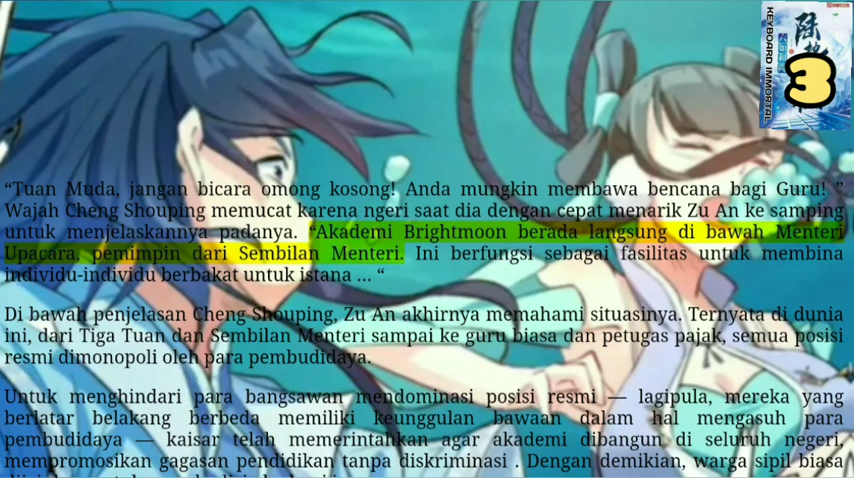 KEYBOARD IMMORTAL
3
“Tuan Muda, jangan bicara omong kosong! Anda mungkin membawa bencana bagi Guru! ”
Wajah Cheng Shouping memucat karena ngeri saat dia dengan cepat menarik Zu An ke samping
untuk menjelaskannya padanya. “Akademi Brightmoon berada langsung di bawah Menteri
Upacara, pemimpin dari Sembilan Menteri. Ini berfungsi sebagai fasilitas untuk membina
individu-individu berbakat untuk istana ... “
Di bawah penjelasan Cheng Shouping, Zu An akhirnya memahami situasinya. Ternyata di dunia
ini, dari Tiga Tuan dan Sembilan Menteri sampai ke guru biasa dan petugas pajak, semua posisi
resmi dimonopoli oleh para pembudidaya.
Untuk menghindari para bangsawan mendominasi posisi resmi — lagipula, mereka yang
berlatar belakang berbeda memiliki keunggulan bawaan dalam hal mengasuh para
pembudidaya — kaisar telah memerintahkan agar akademi dibangun di seluruh negeri,
mempromosikan gagasan pendidikan tanpa diskriminasi . Dengan demikian, warga sipil biasa